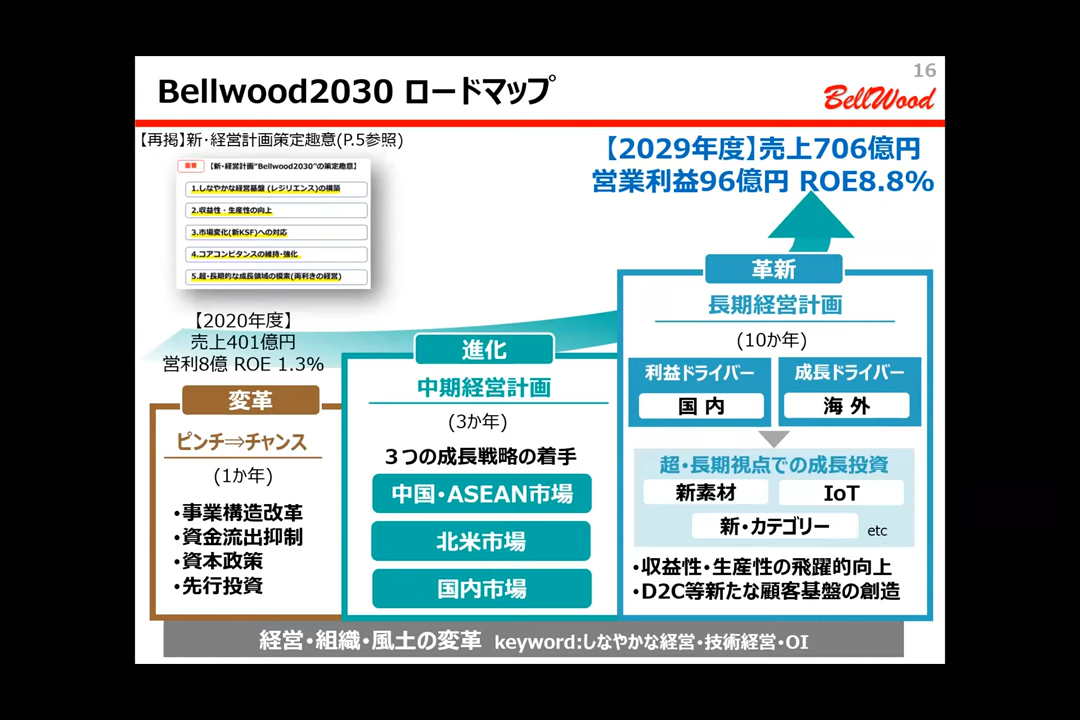 16
Bellwood2030 ロードマップ
BellWood
【再掲】新・経営計画策定趣意(P.5参照)
重要
【新・経営計画"Bellwood2030"の策定趣意】
1.しなやかな経営基盤 (レジリエンス)の構築
2.収益性・生産性の向上
3.市場変化(新KSF)への対応
4.コアコンピタンスの維持・強化
5.超・長期的な成長領域の模索(両利きの経営)
【2029年度】売上706億円
営業利益96億円 ROE8.8%
【2020年度】
売上401億円
営利8億 ROE 1.3%
変革
ピンチ⇒チャンス
(1か年)
・事業構造改革
・資金流出抑制
・資本政策
・先行投資
進化
中期経営計画
(3か年)
3つの成長戦略の着手
中国・ASEAN市場
北米市場
国内市場
革新
長期経営計画
(10か年)
利益ドライバー
国 内
成長ドライバー
海 外
超・長期視点での成長投資
新素材
IoT
新・カテゴリー
etc
・収益性・生産性の飛躍的向上
・D2C等新たな顧客基盤の創造
経営・組織・風土の変革 keyword:しなやかな経営・技術経営・OI